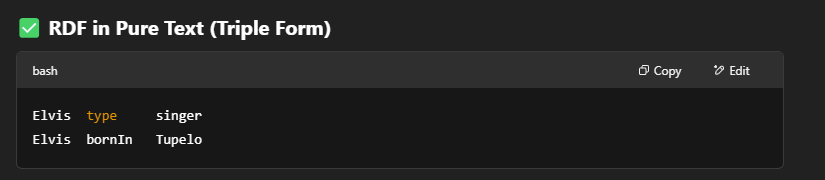 ✅ RDF in Pure Text (Triple Form)
bash Copy Edit
Elvis type singer
Elvis bornIn Tupelo